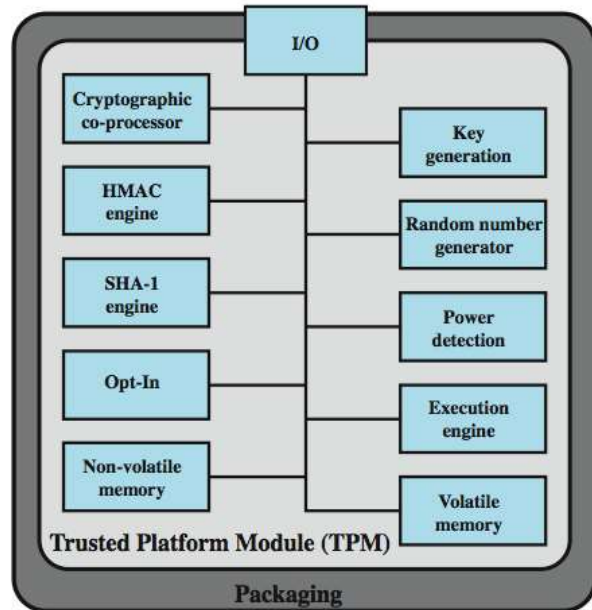 I/O
Cryptographic
co-processor
Key
generation
HMAC
engine
Random number
generator
SHA-1
engine
Power
detection
Opt-In
Execution
engine
Non-volatile
memory
Volatile
memory
Trusted Platform Module (TPM)
Packaging